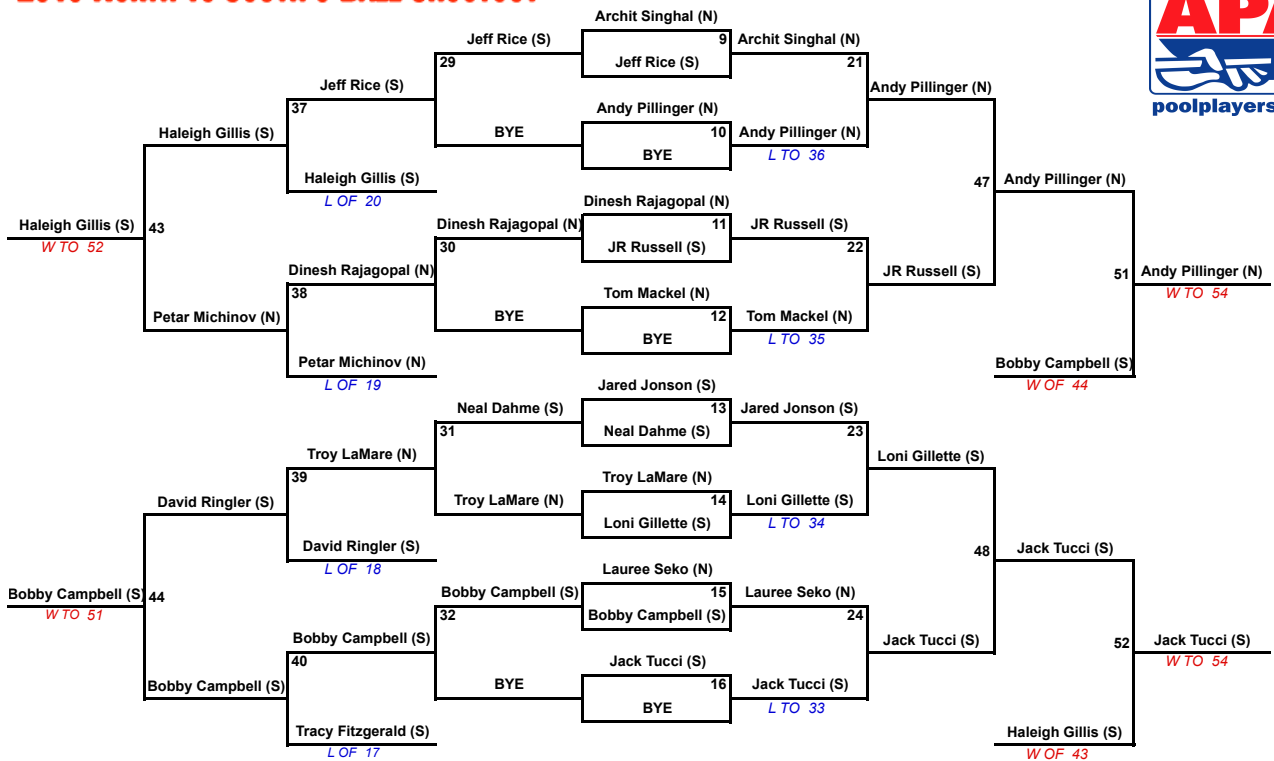 Archit Singhal (N)
Jeff Rice (S)
9
Archit Singhal (N)
29
Jeff Rice (S)
21
Jeff Rice (S)
Andy Pillinger (N)
37
Andy Pillinger (N)
poolplayers
Haleigh Gillis (S)
BYE
10
Andy Pillinger (N)
BYE
L TO 36
Haleigh Gillis (S)
47
Andy Pillinger (N)
L OF 20
Dinesh Rajagopal (N)
Haleigh Gillis (S)
43
Dinesh Rajagopal (N)
11
JR Russell (S)
W TO 52
30
JR Russell (S)
22
Dinesh Rajagopal (N)
JR Russell (S)
51
Andy Pillinger (N)
38
Tom Mackel (N)
W TO 54
Petar Michinov (N)
BYE
12
Tom Mackel (N)
BYE
L TO 35
Petar Michinov (N)
Bobby Campbell (S)
L OF 19
W OF 44
Jared Jonson (S)
Neal Dahme (S)
13
Jared Jonson (S)
31
Neal Dahme (S)
23
Troy LaMare (N)
Loni Gillette (S)
39
Troy LaMare (N)
David Ringler (S)
Troy LaMare (N)
14
Loni Gillette (S)
Loni Gillette (S)
L TO 34
David Ringler (S)
48
Jack Tucci (S)
L OF 18
Lauree Seko (N)
Bobby Campbell (S)
44
Bobby Campbell (S)
15
Lauree Seko (N)
W TO 51
32
Bobby Campbell (S)
24
Bobby Campbell (S)
Jack Tucci (S)
52
Jack Tucci (S)
40
Jack Tucci (S)
W TO 54
Bobby Campbell (S)
BYE
16
Jack Tucci (S)
BYE
L TO 33
Tracy Fitzgerald (S)
Haleigh Gillis (S)
L OF 17
W OF 43